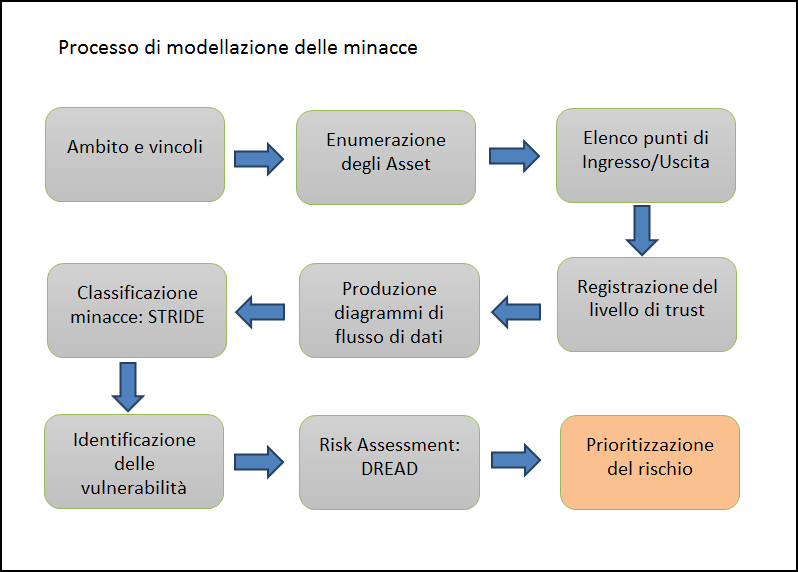 Processo di modellazione delle minacce
Ambito e vincoli
Enumerazione
degli Asset
Elenco punti di
Ingresso/Uscita
Registrazione del
livello di trust
Produzione
diagrammi di
flusso di dati
Classificazione
minacce: STRIDE
Identificazione
delle
vulnerabilità
Risk Assessment:
DREAD
Prioritizzazione
del rischio